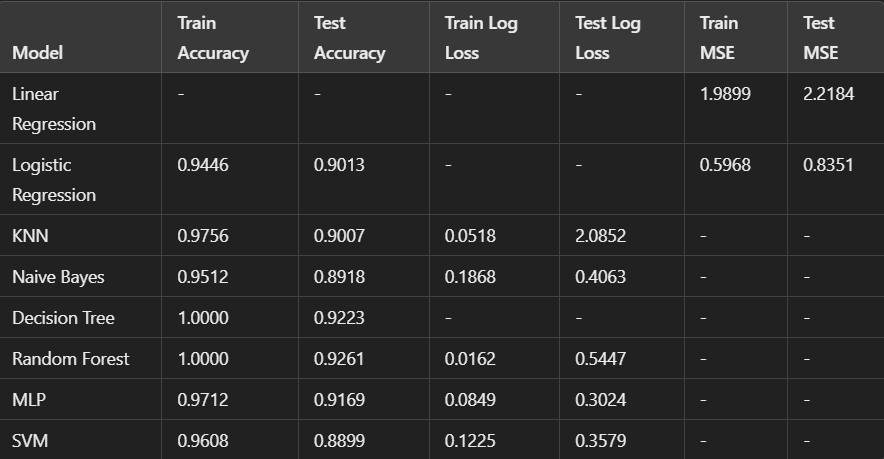 Model Train Accuracy Test Accuracy Train Log Loss Test Log Loss Train MSE Test MSE
Linear Regression - - - - 1.9899 2.2184
Logistic Regression 0.9446 0.9013 - - 0.5968 0.8351
KNN 0.9756 0.9007 0.0518 2.0852 - -
Naive Bayes 0.9512 0.8918 0.1868 0.4063 - -
Decision Tree 1.0000 0.9223 - - - -
Random Forest 1.0000 0.9261 0.0162 0.5447 - -
MLP 0.9712 0.9169 0.0849 0.3024 - -
SVM 0.9608 0.8899 0.1225 0.3579 - -